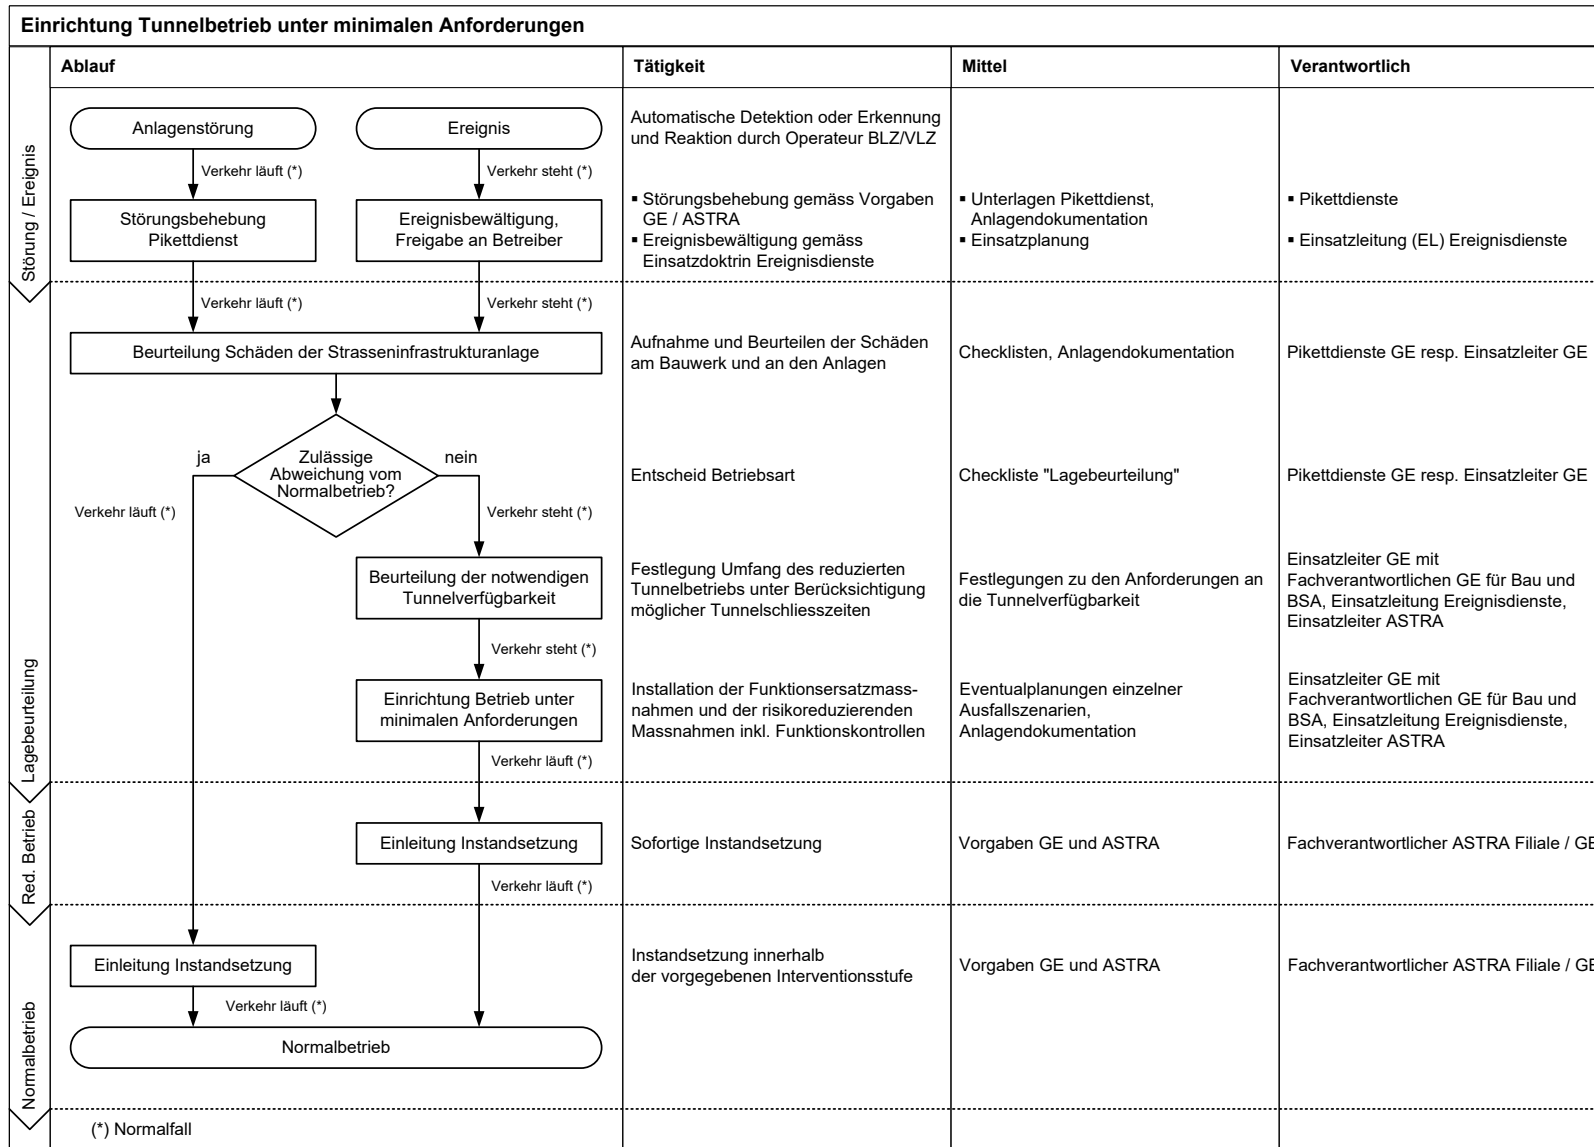 Einrichtung Tunnelbetrieb unter minimalen Anforderungen
Ablauf
Tätigkeit
Mittel
Verantwortlich
Störung / Ereignis
Anlagenstörung
Ereignis
Automatische Detektion oder Erkennung
und Reaktion durch Operateur BLZ/VLZ
Verkehr läuft (*)
Verkehr steht (*)
Störungsbehebung
Pikettdienst
Ereignisbewältigung,
Freigabe an Betreiber
▪ Störungsbehebung gemäss Vorgaben
GE / ASTRA
▪ Ereignisbewältigung gemäss
Einsatzdoktrin Ereignisdienste
▪ Unterlagen Pikettdienst,
Anlagendokumentation
▪ Einsatzplanung
▪ Pikettdienste
▪ Einsatzleitung (EL) Ereignisdienste
Lagebeurteilung
Verkehr läuft (*)
Verkehr steht (*)
Beurteilung Schäden der Strasseninfrastrukturanlage
Aufnahme und Beurteilen der Schäden
am Bauwerk und an den Anlagen
Checklisten, Anlagendokumentation
Pikettdienste GE resp. Einsatzleiter GE
ja
Zulässige
Abweichung vom
Normalbetrieb?
nein
Entscheid Betriebsart
Checkliste "Lagebeurteilung"
Pikettdienste GE resp. Einsatzleiter GE
Verkehr läuft (*)
Verkehr steht (*)
Beurteilung der notwendigen
Tunnelverfügbarkeit
Festlegung Umfang des reduzierten
Tunnelbetriebs unter Berücksichtigung
möglicher Tunnelschliesszeiten
Festlegungen zu den Anforderungen an
die Tunnelverfügbarkeit
Einsatzleiter GE mit
Fachverantwortlichen GE für Bau und
BSA, Einsatzleitung Ereignisdienste,
Einsatzleiter ASTRA
Verkehr steht (*)
Einrichtung Betrieb unter
minimalen Anforderungen
Installation der Funktionsersatzmass-
nahmen und der risikoreduzierenden
Massnahmen inkl. Funktionskontrollen
Eventualplanungen einzelner
Ausfallszenarien,
Anlagendokumentation
Einsatzleiter GE mit
Fachverantwortlichen GE für Bau und
BSA, Einsatzleitung Ereignisdienste,
Einsatzleiter ASTRA
Verkehr läuft (*)
Red. Betrieb
Einleitung Instandsetzung
Sofortige Instandsetzung
Vorgaben GE und ASTRA
Fachverantwortlicher ASTRA Filiale / GE
Verkehr läuft (*)
Normalbetrieb
Einleitung Instandsetzung
Instandsetzung innerhalb
der vorgegebenen Interventionsstufe
Vorgaben GE und ASTRA
Fachverantwortlicher ASTRA Filiale / GE
Verkehr läuft (*)
Normalbetrieb
(*) Normalfall